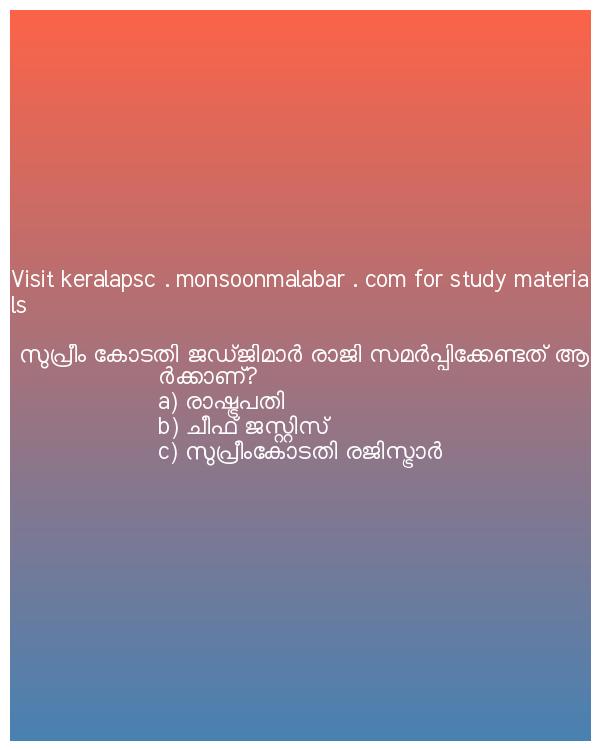 Visit keralapsc . monsoonmalabar . com for study materia
ls
സുപ്രീം കോടതി ജഡ്ജിമാർ രാജി സമർപ്പിക്കേണ്ടത് ആ
ർക്കാണ്?
a) രാഷ്ട്രപതി
b) ചീഫ് ജസ്റ്റിസ്
c) സുപ്രീംകോടതി രജിസ്ട്രാർ